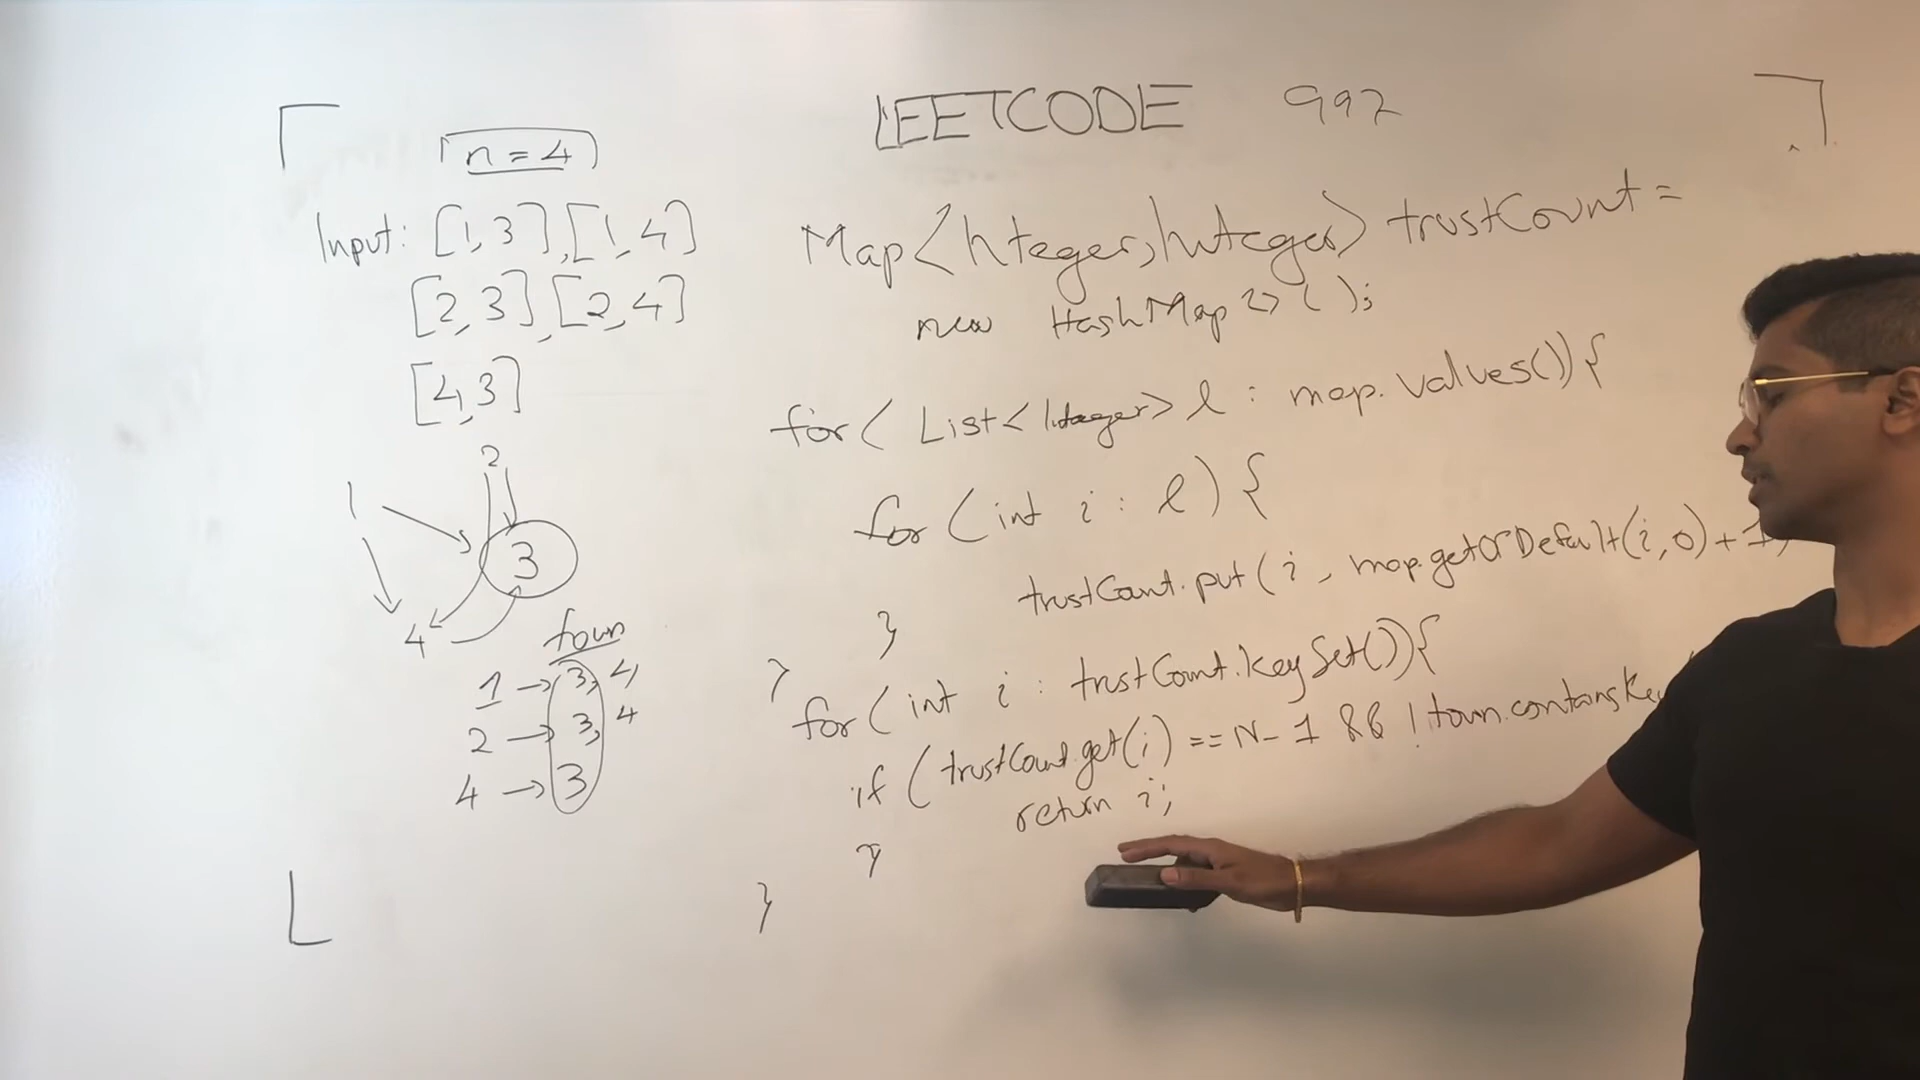 LEETCODE 997
n = 4
Input: [1,3], [1,4]
[2,3], [2,4]
[4,3]
2
1
3
4
town
1 → 3, 4
2 → 3, 4
4 → 3
Map<Integer, Integer> trustCount =
new HashMap<>();
for( List<Integer> l : map.values()){
for (int i : l) {
trustCount.put(i, map.getOrDefault(i,0)+1)
}
}
for( int i : trustCount.keySet()){
if ( trustCount.get(i) == N-1 && !town.containsKey
return i;
}
}